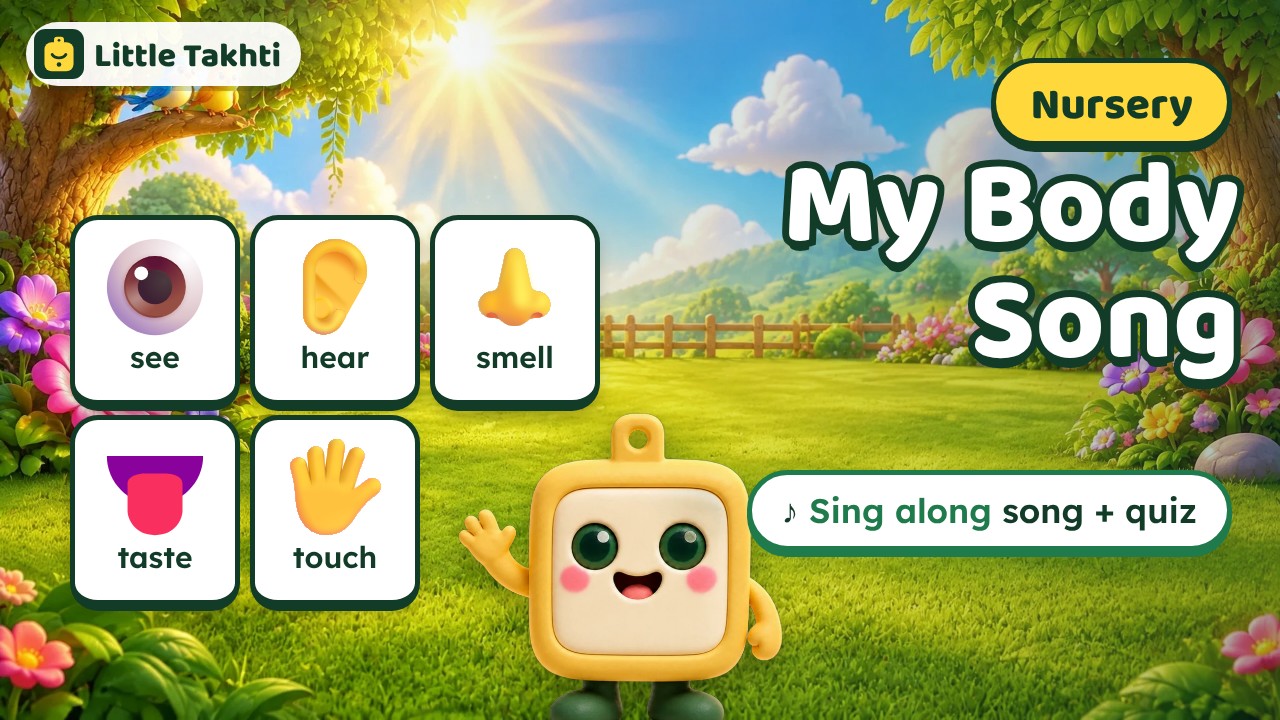 Little Takhti
Nursery
My Body
Song
see
hear
smell
taste
touch
♪ Sing along song + quiz